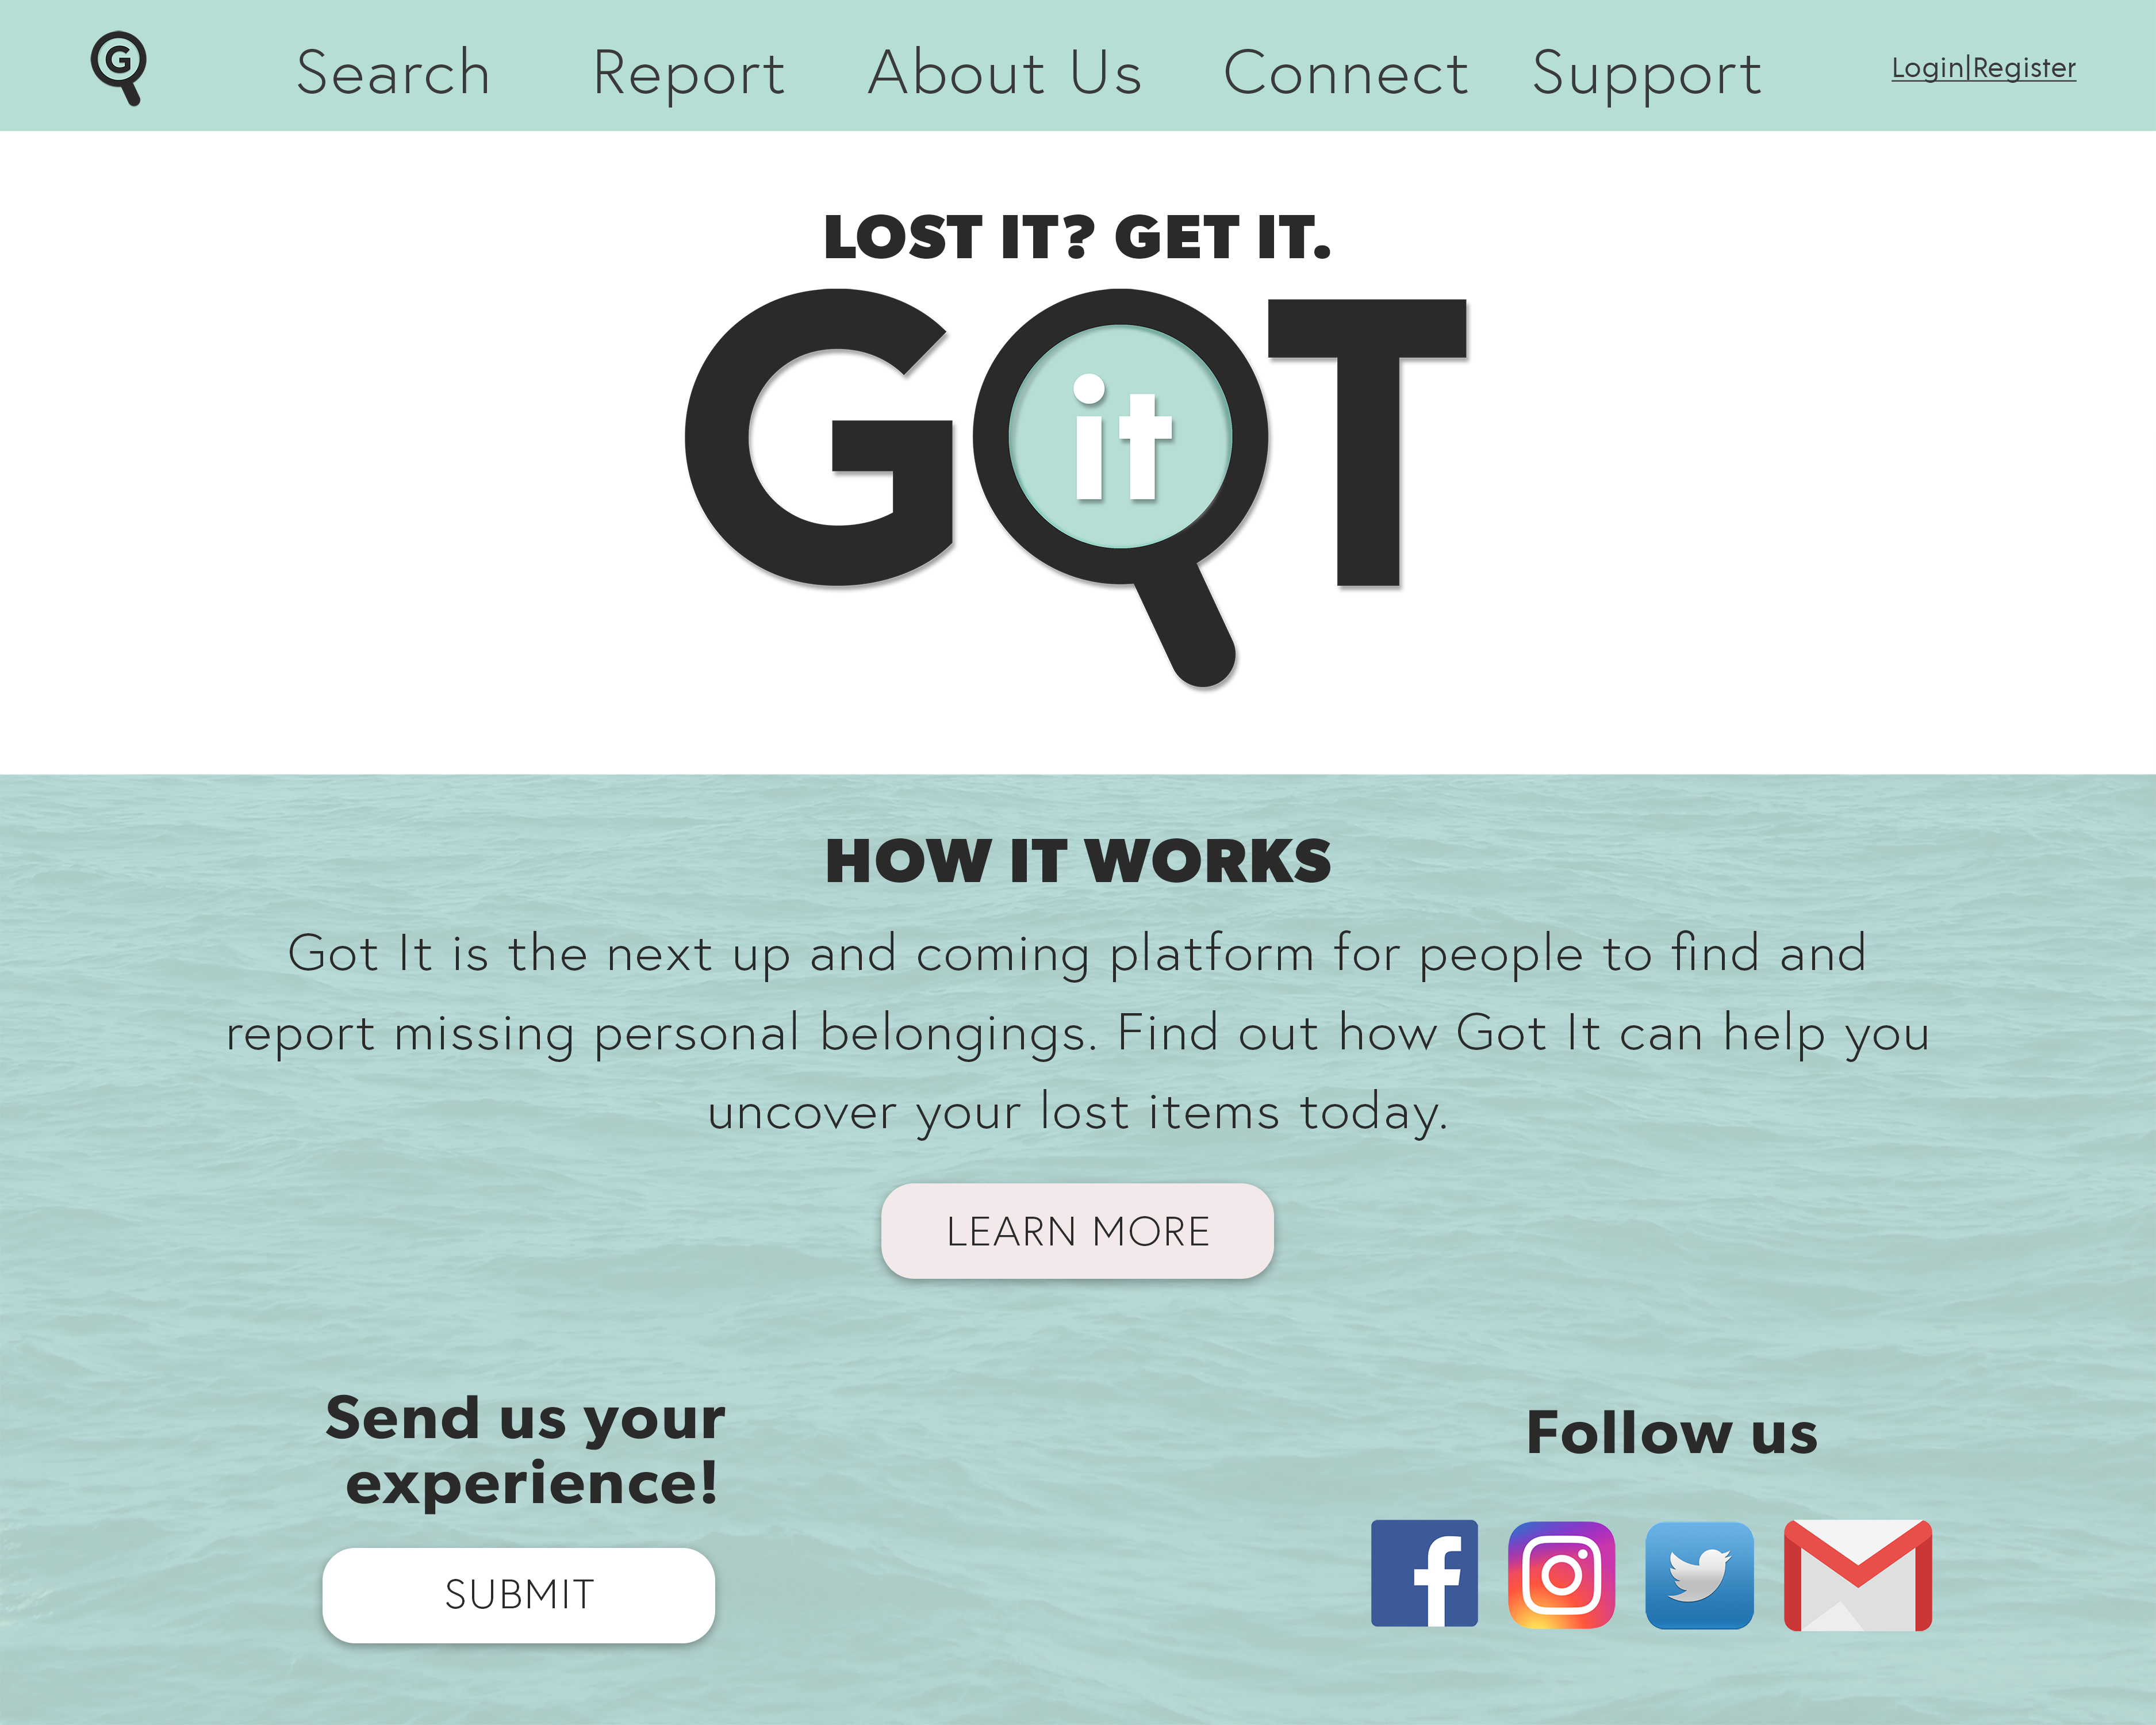 G
Search Report About Us Connect Support Login|Register
LOST IT? GET IT.
GOT
it
HOW IT WORKS
Got It is the next up and coming platform for people to find and
report missing personal belongings. Find out how Got It can help you
uncover your lost items today.
LEARN MORE
Send us your
experience!
SUBMIT
Follow us
f